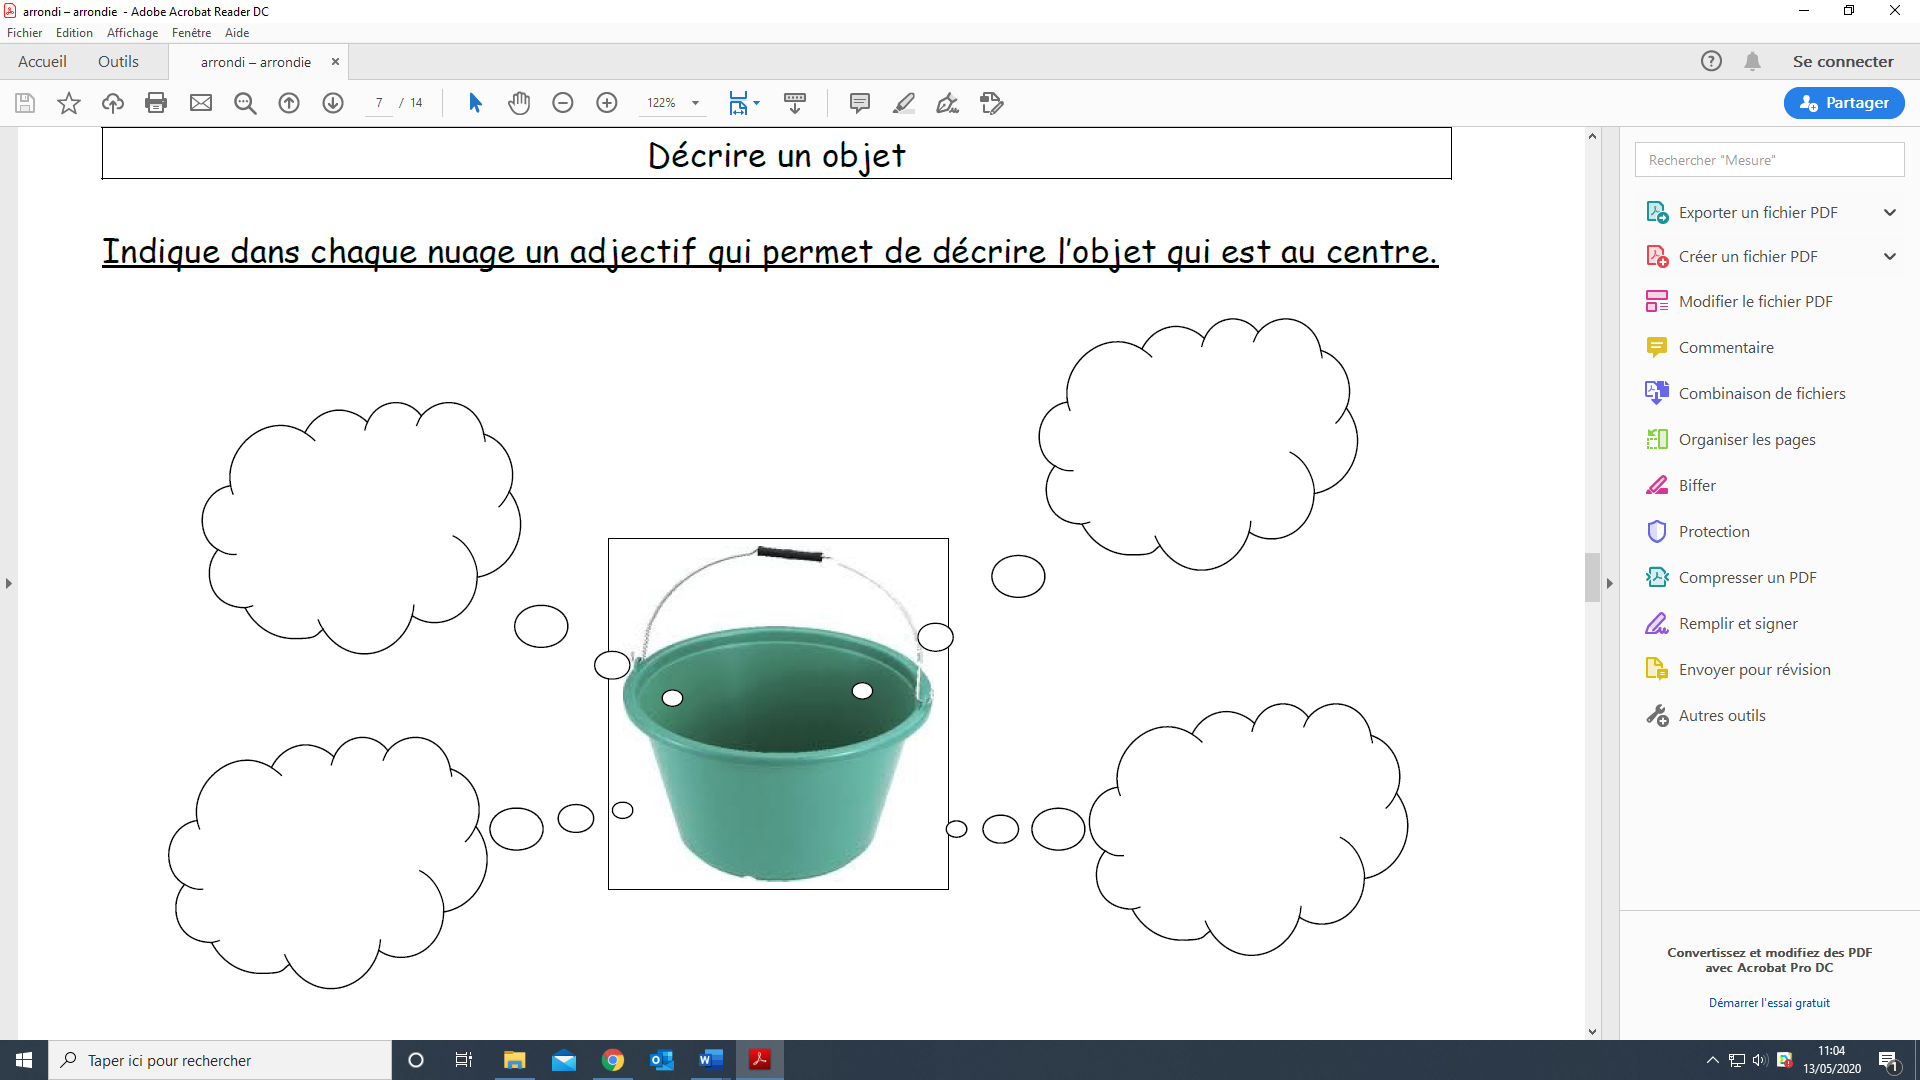 arrondi – arrondie - Adobe Acrobat Reader DC
Fichier Edition Affichage Fenêtre Aide
Accueil Outils arrondi – arrondie × Se connecter
7 / 14 122% Partager
Décrire un objet
Indique dans chaque nuage un adjectif qui permet de décrire l’objet qui est au centre.
Rechercher "Mesure"
Exporter un fichier PDF
Créer un fichier PDF
Modifier le fichier PDF
Commentaire
Combinaison de fichiers
Organiser les pages
Biffer
Protection
Compresser un PDF
Remplir et signer
Envoyer pour révision
Autres outils
Convertissez et modifiez des PDF
avec Acrobat Pro DC
Démarrer l'essai gratuit
Taper ici pour rechercher
11:04
13/05/2020
1